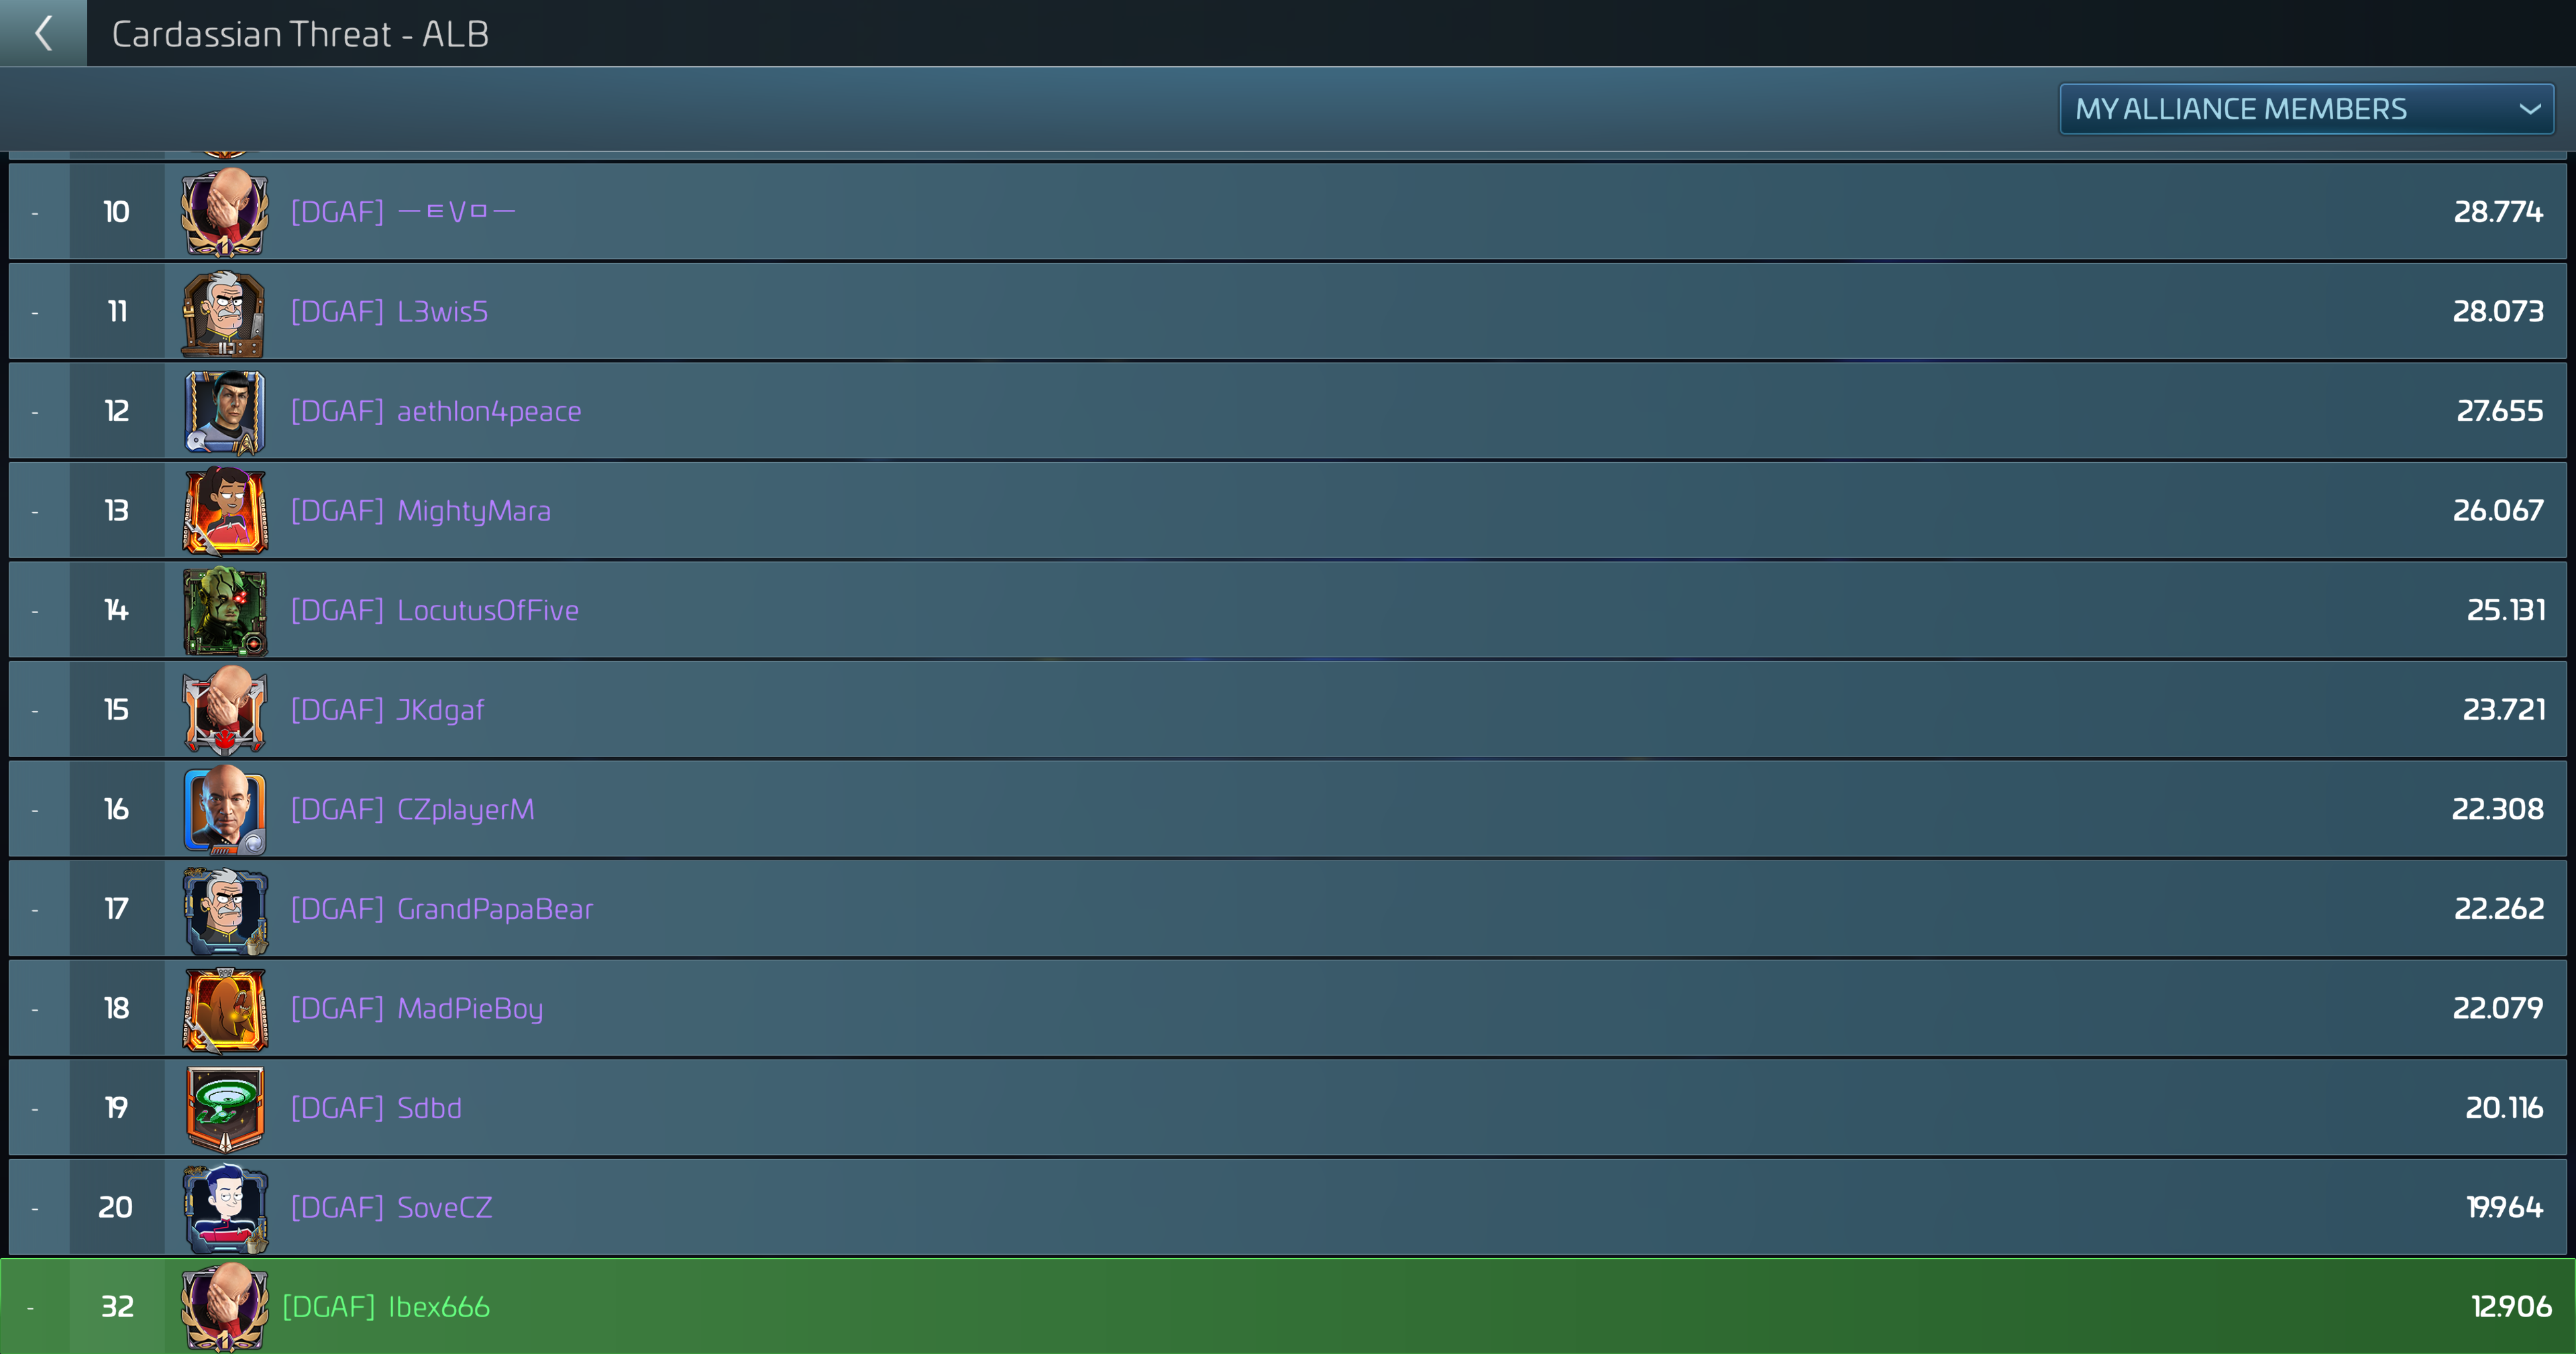 Cardassian Threat - ALB
MY ALLIANCE MEMBERS
- 10 [DGAF] —ΕV◻— 28.774
- 11 [DGAF] L3wis5 28.073
- 12 [DGAF] aethlon4peace 27.655
- 13 [DGAF] MightyMara 26.067
- 14 [DGAF] LocutusOfFive 25.131
- 15 [DGAF] JKdgaf 23.721
- 16 [DGAF] CZplayerM 22.308
- 17 [DGAF] GrandPapaBear 22.262
- 18 [DGAF] MadPieBoy 22.079
- 19 [DGAF] Sdbd 20.116
- 20 [DGAF] SoveCZ 19.964
- 32 [DGAF] Ibex666 12.906